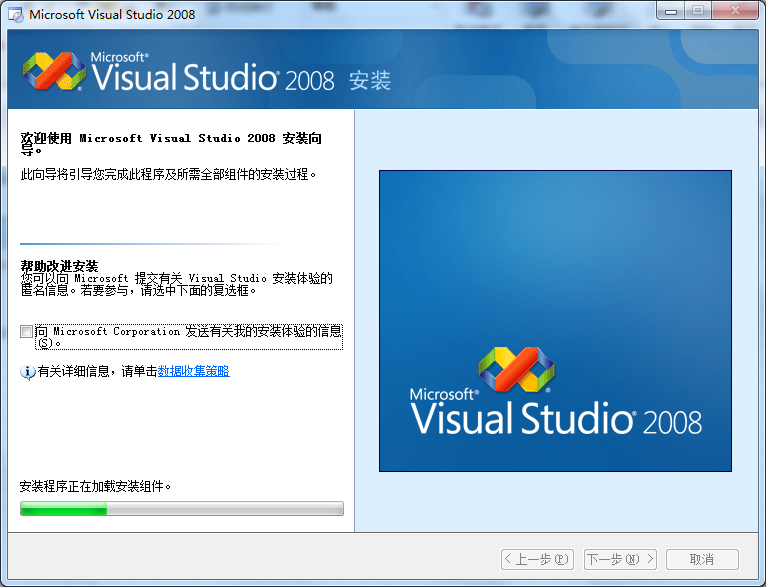 Microsoft Visual Studio 2008
Microsoft®
Visual Studio® 2008 安装
欢迎使用 Microsoft Visual Studio 2008 安装向
导。
此向导将引导您完成此程序及所需全部组件的安装过程。
帮助改进安装
您可以向 Microsoft 提交有关 Visual Studio 安装体验的
匿名信息。若要参与，请选中下面的复选框。
向 Microsoft Corporation 发送有关我的安装体验的信息
(S)。
有关详细信息，请单击数据收集策略
安装程序正在加载安装组件。
Microsoft®
Visual Studio® 2008
< 上一步(P)
下一步(N) >
取消